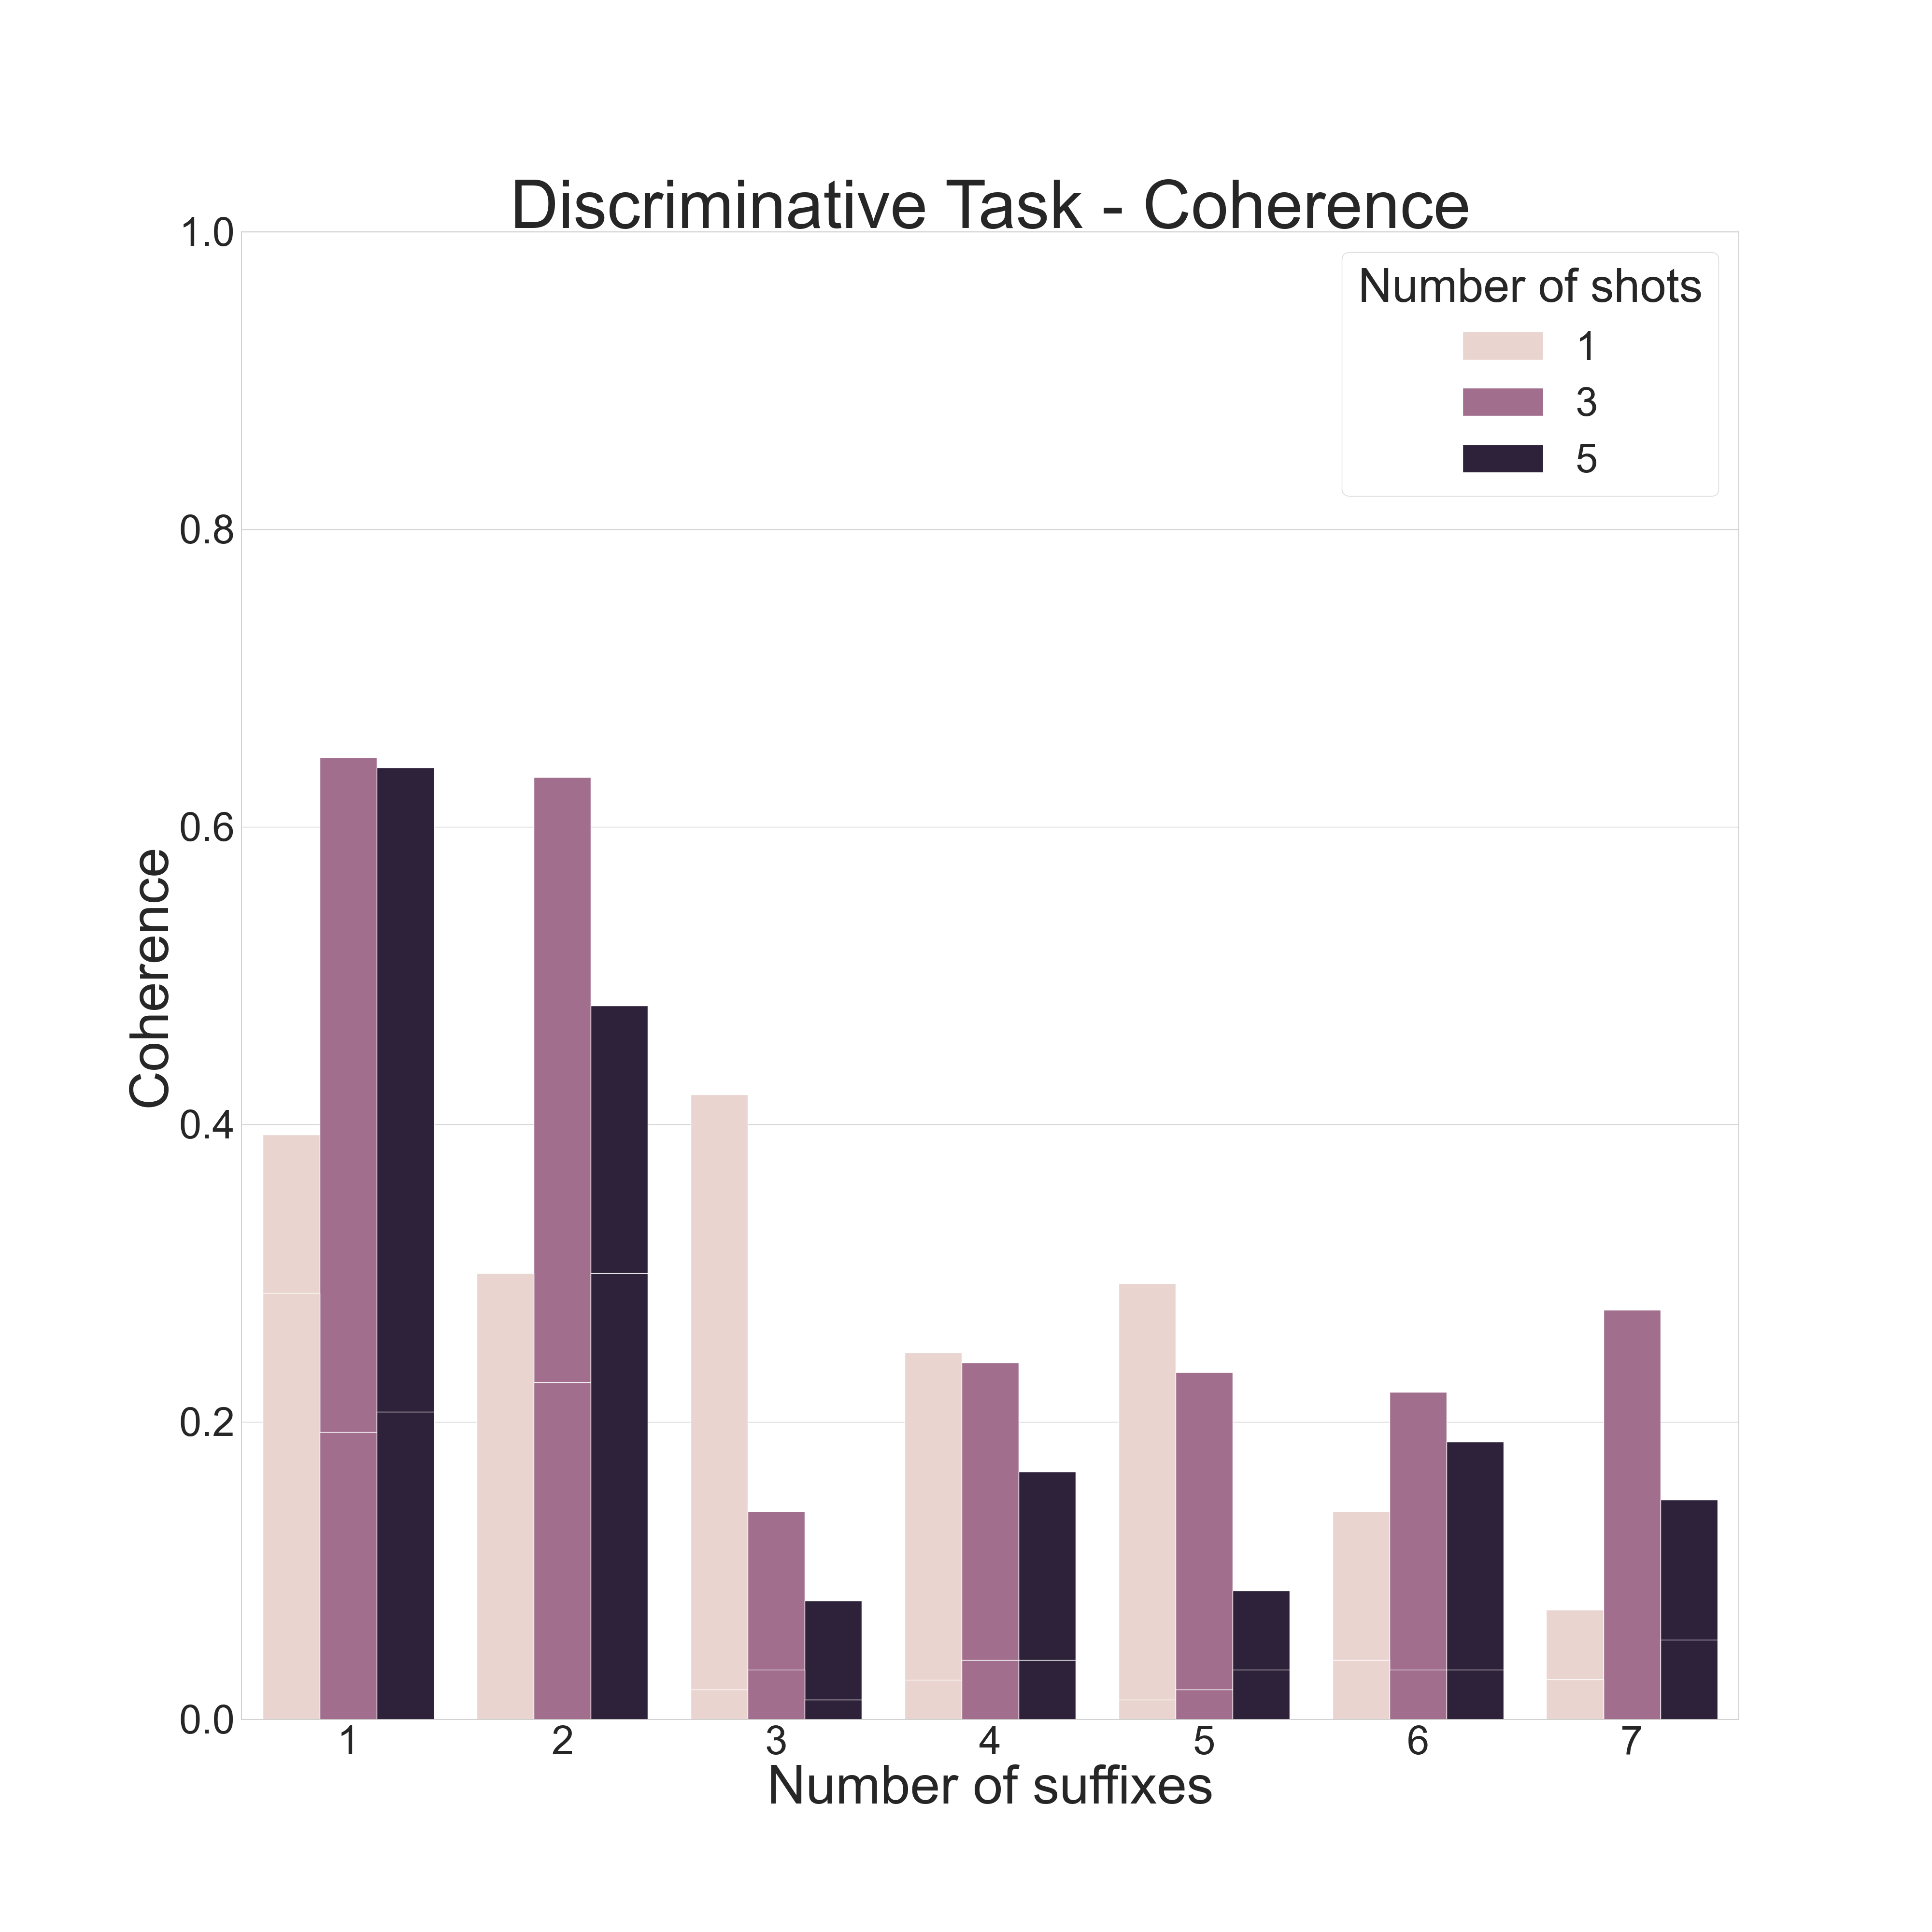 Discriminative Task - Coherence
1.0
0.8
0.6
0.4
0.2
0.0
Coherence
Number of shots
1
3
5
1 2 3 4 5 6 7
Number of suffixes